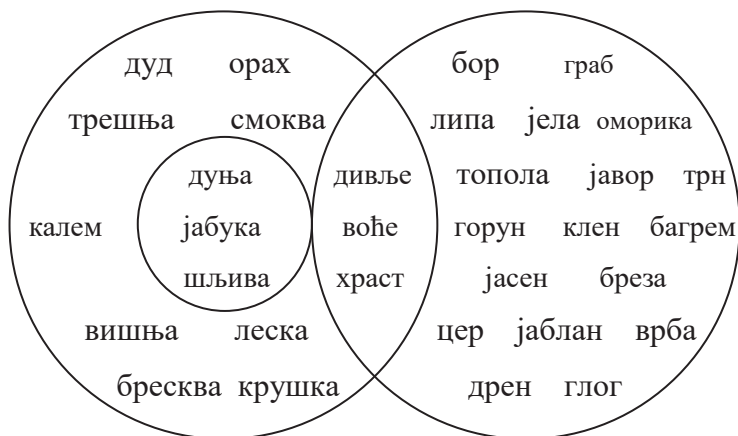 дуд орах бор граб
трешња смоква липа јела оморика
дуња дивље топола јавор трн
калем јабука воће горун клен багрем
шљива храст јасен бреза
вишња леска цер јаблан врба
бресква крушка дрен глог